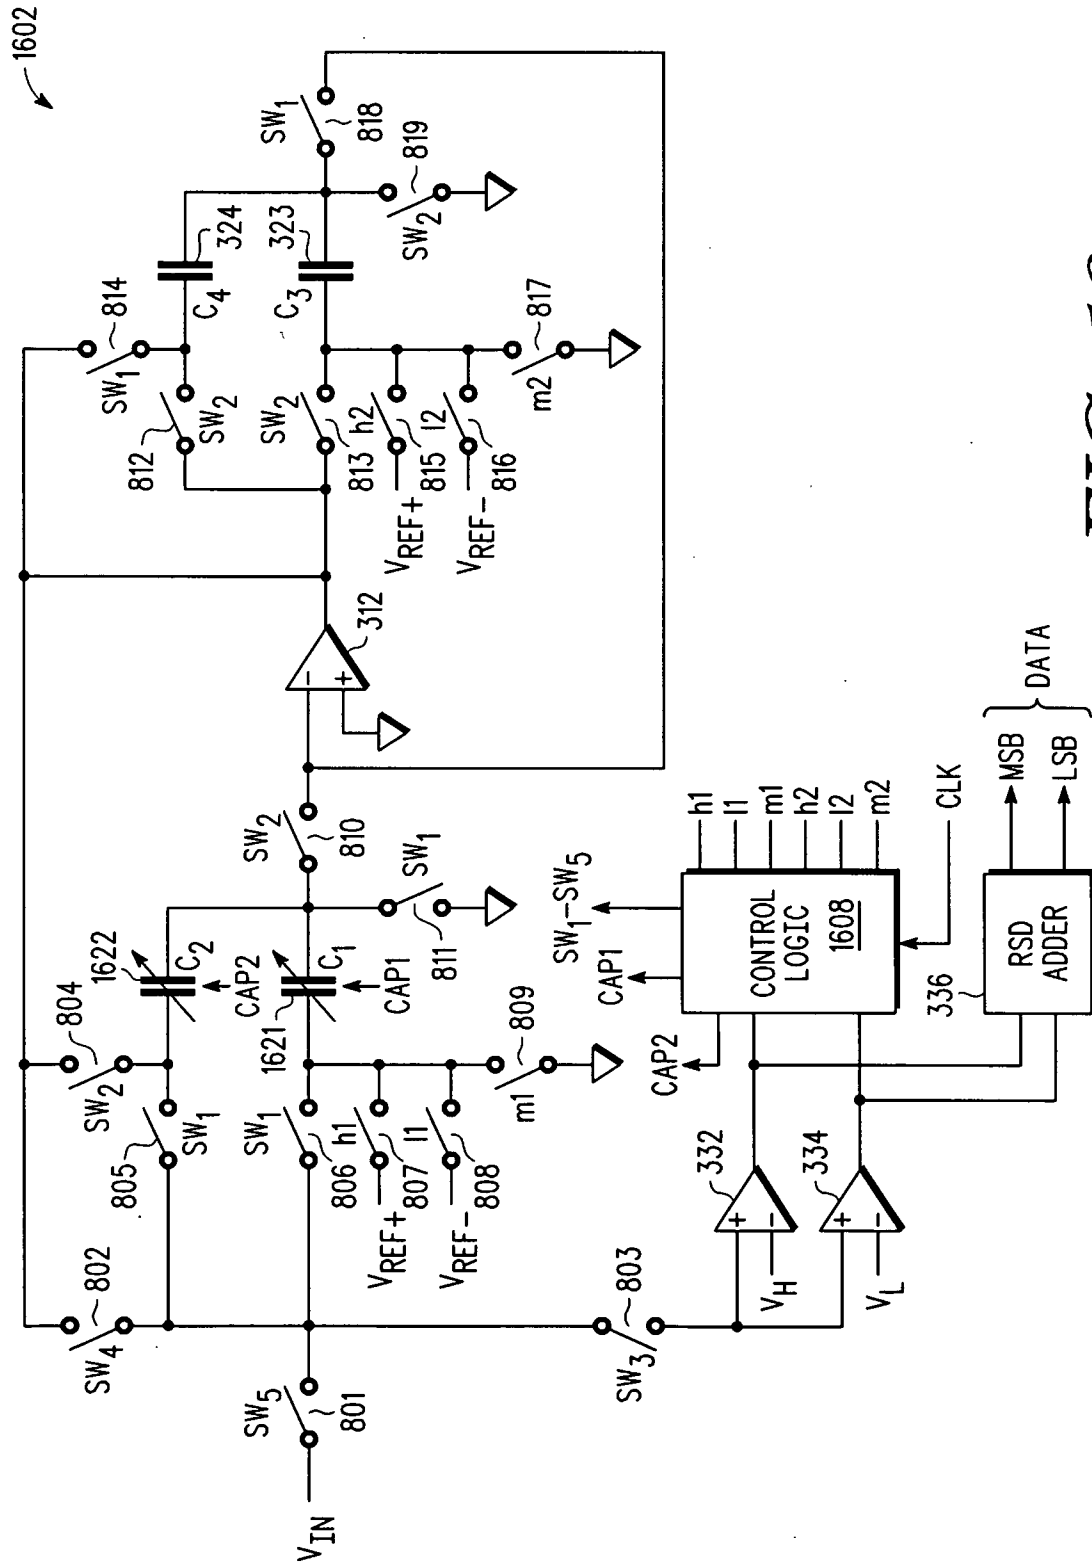 1602
SW1
818
819
SW2
324
C4
323
C3
814
SW1
SW2
812
SW2
813
h2
815
l2
816
m2
817
VREF+
VREF-
312
-
+
SW2
810
SW1
811
1622
C2
CAP2
C1
1621
CAP1
804
SW2
SW1
805
SW1
806
h1
807
l1
808
m1
809
VREF+
VREF-
802
SW4
SW5
801
VIN
803
SW3
332
+
-
VH
334
+
-
VL
SW1-SW5
CAP1
CAP2
CONTROL
LOGIC
1608
h1
l1
m1
h2
l2
m2
CLK
336
RSD
ADDER
MSB
LSB
DATA